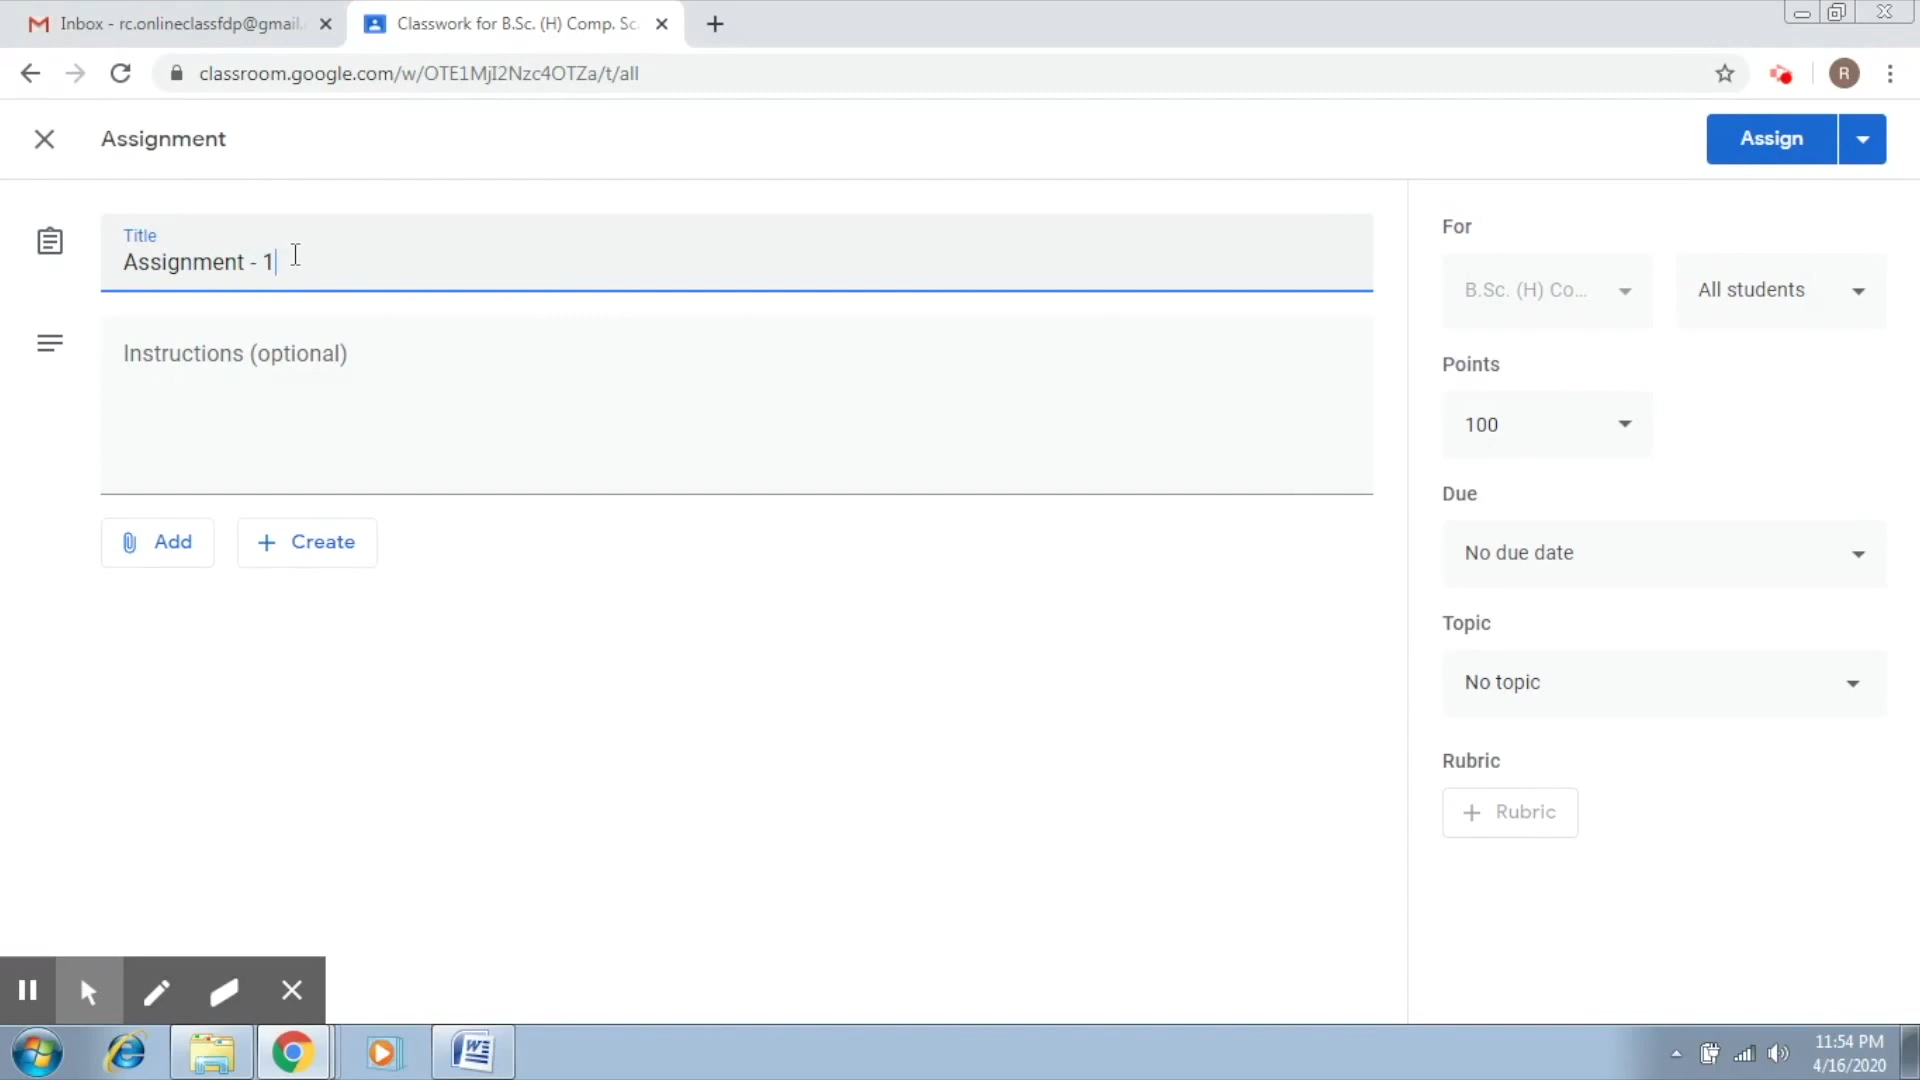 Inbox - rc.onlineclassfdp@gmail.
Classwork for B.Sc. (H) Comp. Sc.
classroom.google.com/w/OTE1MjI2Nzc4OTZa/t/all
R
Assignment
Assign
Title
Assignment - 1
Instructions (optional)
Add
Create
For
B.Sc. (H) Co...
All students
Points
100
Due
No due date
Topic
No topic
Rubric
Rubric
11:54 PM
4/16/2020